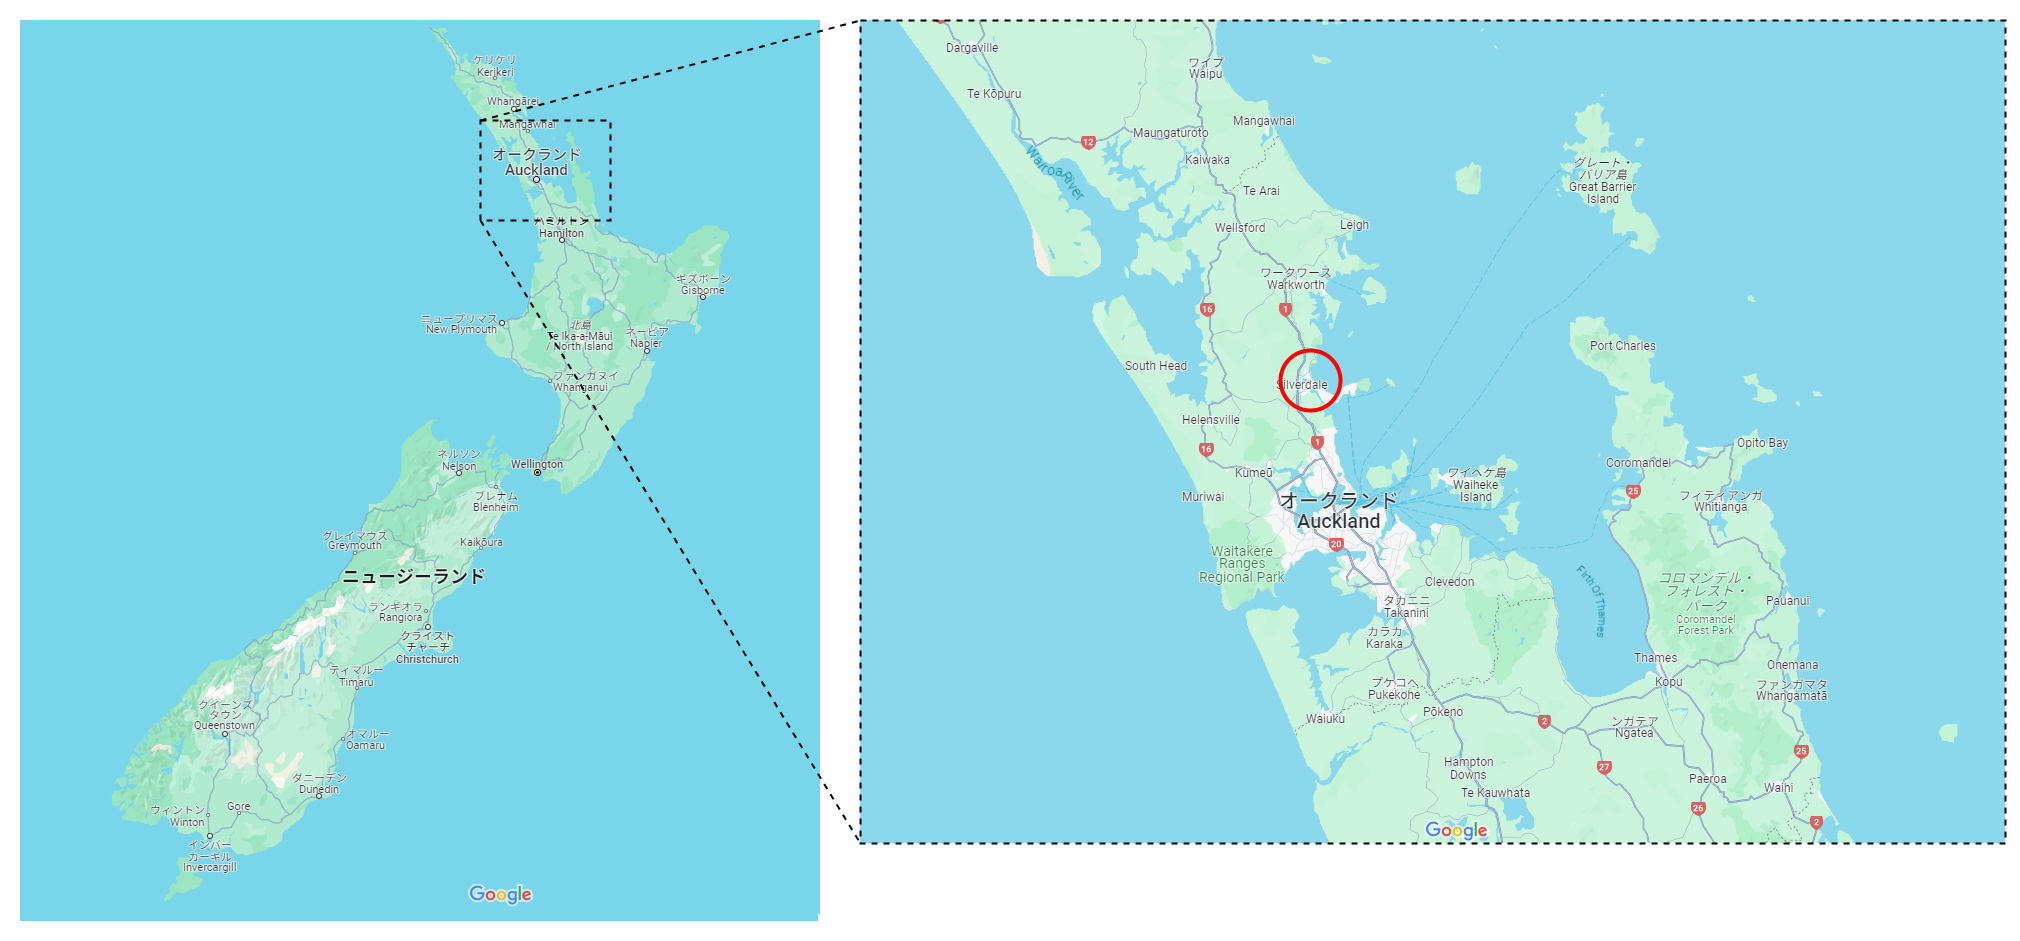 ケリケリ
Kerikeri
Whangārei
Mangawhai
オークランド
Auckland
ハミルトン
Hamilton
ギズボーン
Gisborne
ニュープリマス
New Plymouth
北島
Te Ika-a-Māui
/ North Island
ネーピア
Napier
ファンガヌイ
Whanganui
ネルソン
Nelson
Wellington
ブレナム
Blenheim
グレイマウス
Greymouth
Kaikōura
ニュージーランド
ランギオラ
Rangiora
クライスト
チャーチ
Christchurch
ティマルー
Timaru
クイーンズ
タウン
Queenstown
オマルー
Oamaru
ダニーデン
Dunedin
ウィントン
Winton
Gore
インバー
カーギル
Invercargill
Google
Dargaville
ワイプ
Waipu
Te Kōpuru
12
Maungaturoto
Mangawhai
Wairoa River
Kaiwaka
グレート・
バリア島
Great Barrier
Island
Te Arai
Wellsford
Leigh
ワークワース
Warkworth
16
1
Port Charles
South Head
Silverdale
Helensville
1
16
Opito Bay
Kumeū
ワイヘケ島
Waiheke
Island
Coromandel
25
Muriwai
オークランド
Auckland
フィティアンガ
Whitianga
20
Waitakere
Ranges
Regional Park
Clevedon
Firth Of Thames
コロマンデル・
フォレスト・
パーク
Coromandel
Forest Park
タカニニ
Takanini
Pauanui
カラカ
Karaka
Thames
Onemana
プケコヘ
Pukekohe
Kopu
ファンガマタ
Whangamatā
Waiuku
Pōkeno
2
ンガテア
Ngatea
25
Hampton
Downs
27
Paeroa
Waihi
Te Kauwhata
26
2
Google